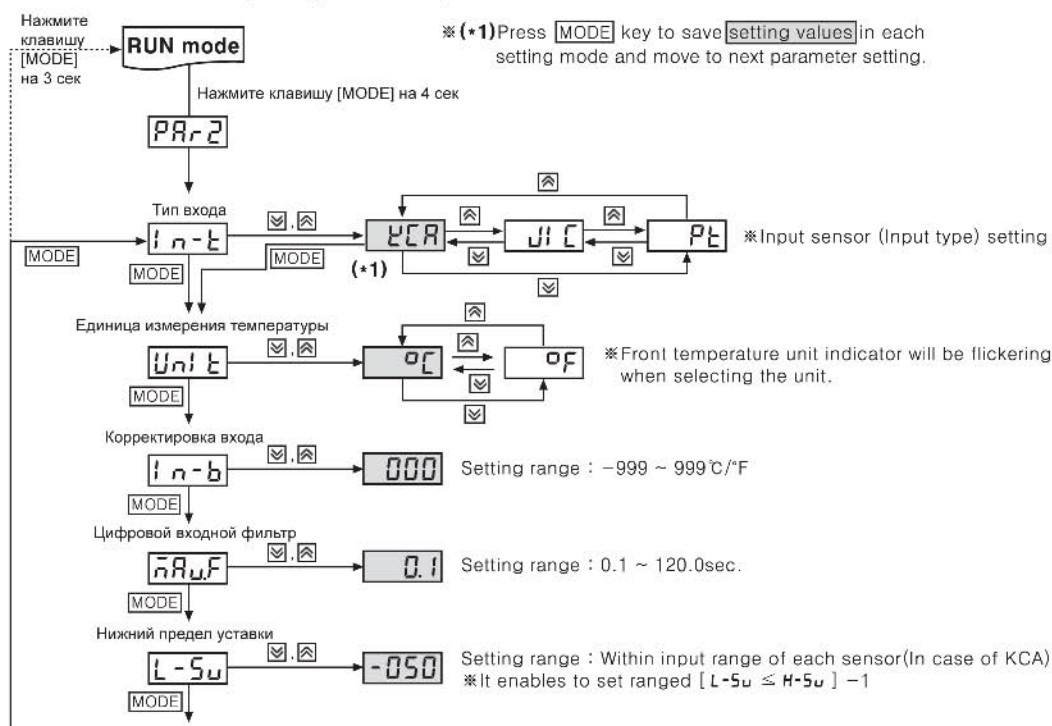 Нажмите
клавишу
[MODE]
на 3 сек
RUN mode
※(*1)Press MODE key to save setting values in each
setting mode and move to next parameter setting.
Нажмите клавишу [MODE] на 4 сек
PAr2
Тип входа
In-t
KCA
JIC
Pt
※Input sensor (Input type) setting
MODE
MODE
MODE
(*1)
Единица измерения температуры
Unit
°C
°F
※Front temperature unit indicator will be flickering
when selecting the unit.
MODE
Корректировка входа
In-b
000
Setting range : -999 ~ 999℃/°F
MODE
Цифровой входной фильтр
MAu.F
0.1
Setting range : 0.1 ~ 120.0sec.
MODE
Нижний предел уставки
L-Su
-050
Setting range : Within input range of each sensor(In case of KCA)
※It enables to set ranged [ L-Su ≤ H-Su ] -1
MODE